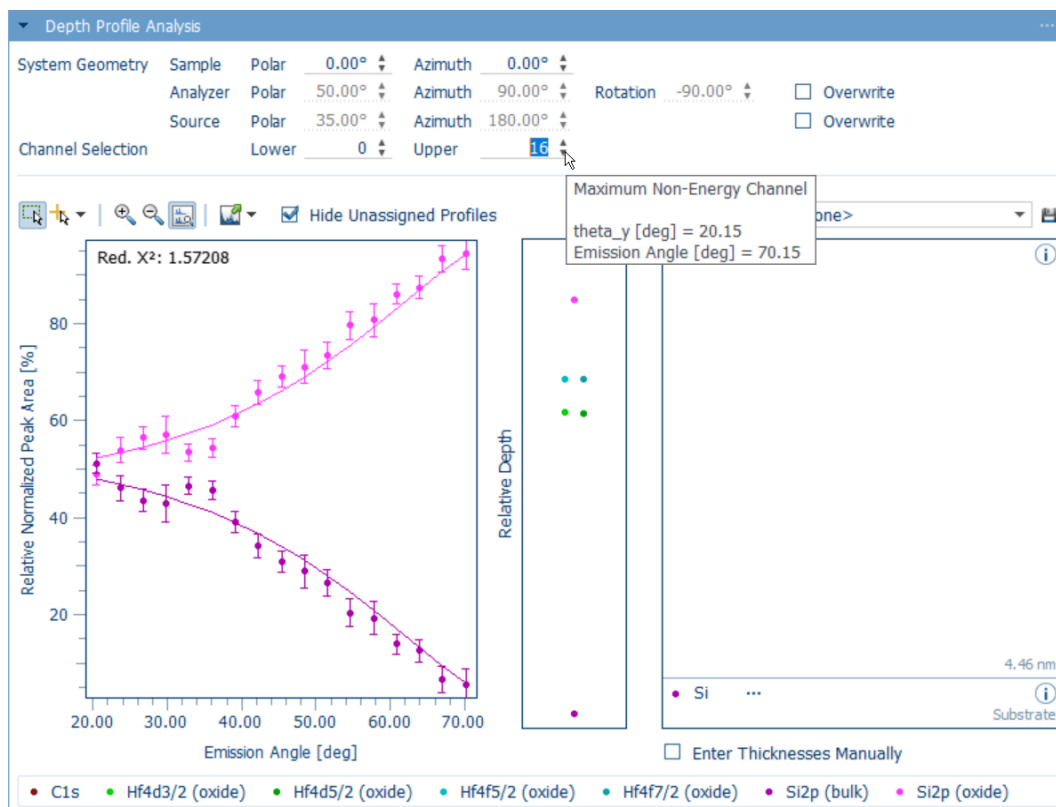 Depth Profile Analysis
System Geometry Sample Polar 0.00° Azimuth 0.00°
Analyzer Polar 50.00° Azimuth 90.00° Rotation -90.00° Overwrite
Source Polar 35.00° Azimuth 180.00° Overwrite
Channel Selection Lower 0 Upper 16
Maximum Non-Energy Channel
theta_y [deg] = 20.15
Emission Angle [deg] = 70.15
Hide Unassigned Profiles
one>
Red. X²: 1.57208
Relative Normalized Peak Area [%]
80
60
40
20
20.00 30.00 40.00 50.00 60.00 70.00
Emission Angle [deg]
Relative Depth
4.46 nm
Si ...
Substrate
Enter Thicknesses Manually
C1s Hf4d3/2 (oxide) Hf4d5/2 (oxide) Hf4f5/2 (oxide) Hf4f7/2 (oxide) Si2p (bulk) Si2p (oxide)